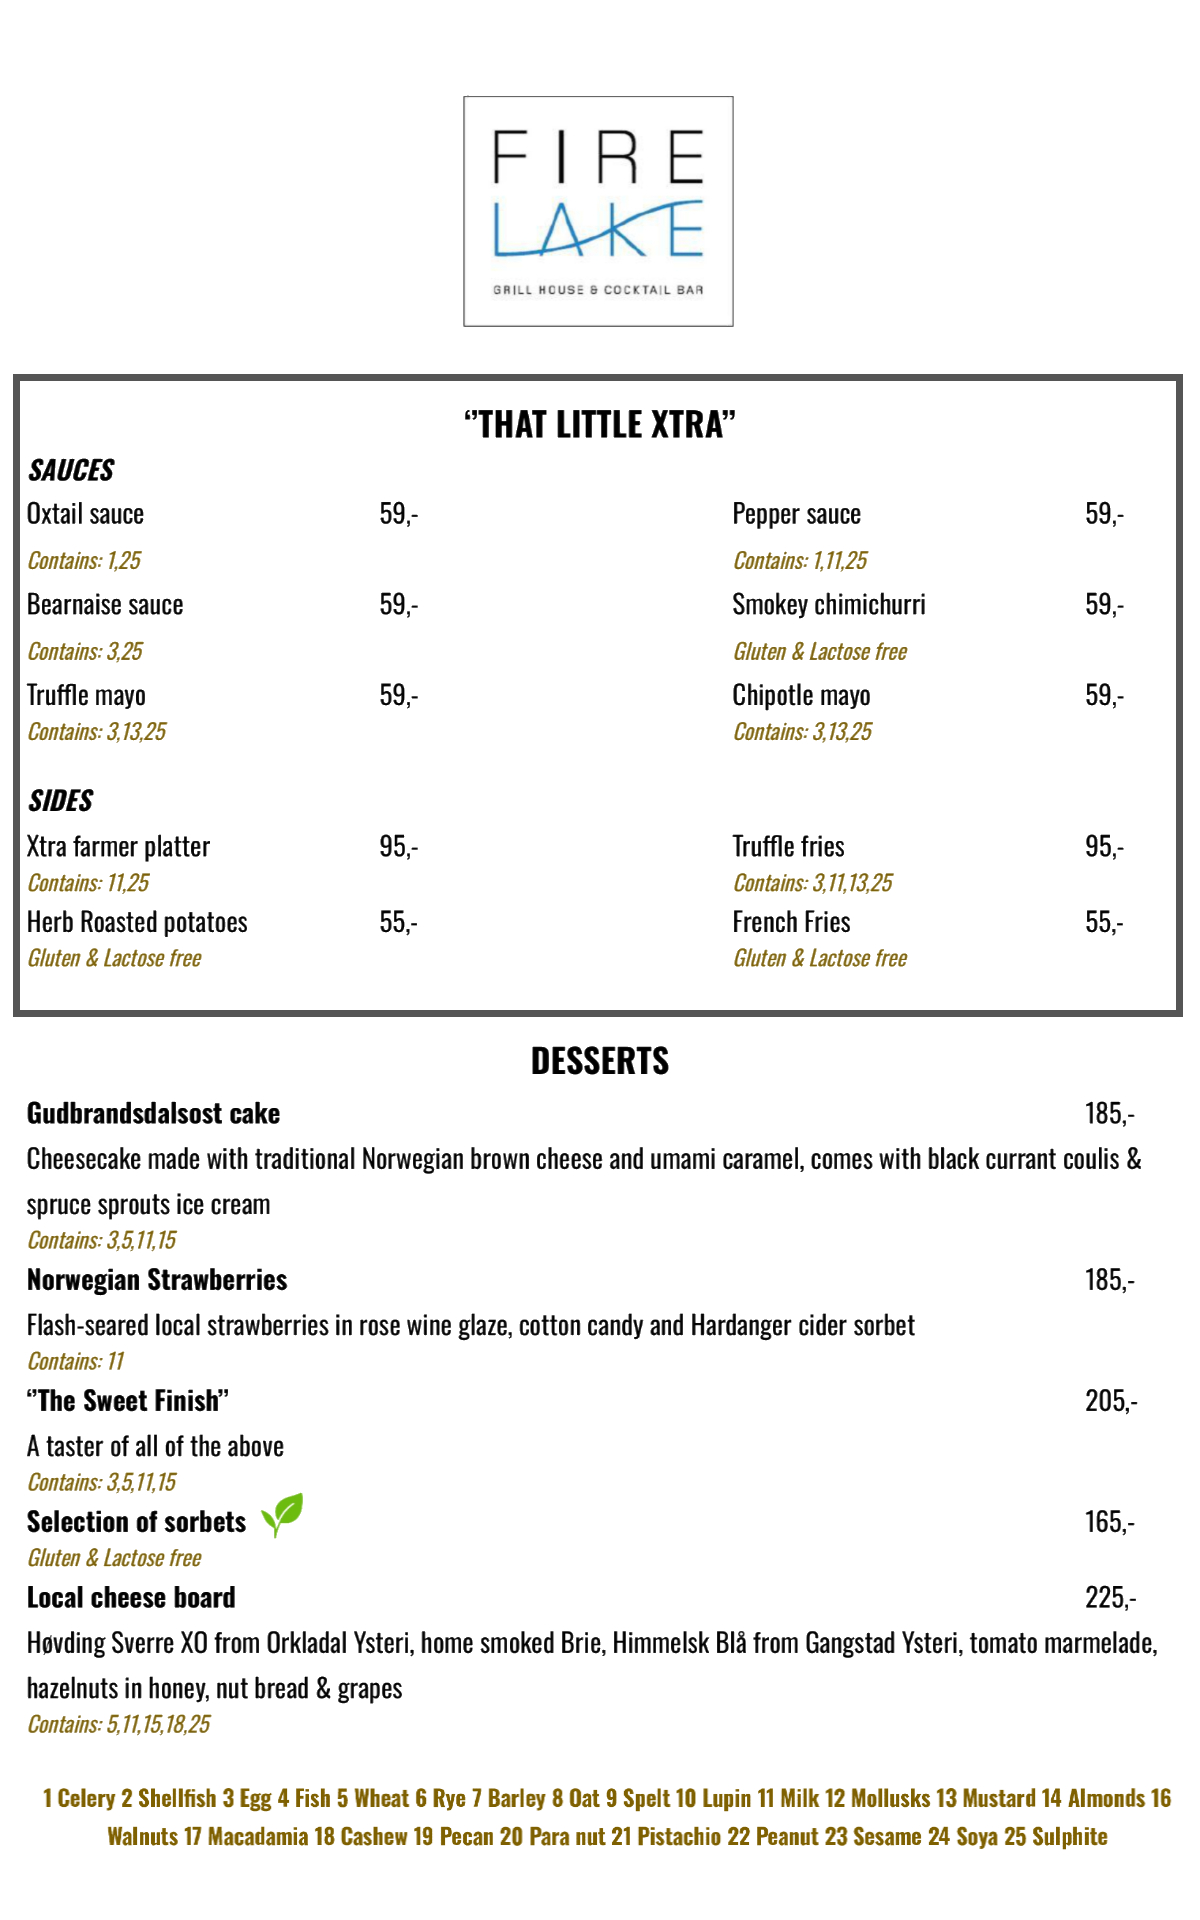 FIRE
LAKE
GRILL HOUSE & COCKTAIL BAR
‘’THAT LITTLE XTRA’’
SAUCES
Oxtail sauce 59,- Pepper sauce 59,-
Contains: 1,25 Contains: 1,11,25
Bearnaise sauce 59,- Smokey chimichurri 59,-
Contains: 3,25 Gluten & Lactose free
Truffle mayo 59,- Chipotle mayo 59,-
Contains: 3,13,25 Contains: 3,13,25
SIDES
Xtra farmer platter 95,- Truffle fries 95,-
Contains: 11,25 Contains: 3,11,13,25
Herb Roasted potatoes 55,- French Fries 55,-
Gluten & Lactose free Gluten & Lactose free
DESSERTS
Gudbrandsdalsost cake 185,-
Cheesecake made with traditional Norwegian brown cheese and umami caramel, comes with black currant coulis &
spruce sprouts ice cream
Contains: 3,5,11,15
Norwegian Strawberries 185,-
Flash-seared local strawberries in rose wine glaze, cotton candy and Hardanger cider sorbet
Contains: 11
‘’The Sweet Finish’’ 205,-
A taster of all of the above
Contains: 3,5,11,15
Selection of sorbets 165,-
Gluten & Lactose free
Local cheese board 225,-
Høvding Sverre XO from Orkladal Ysteri, home smoked Brie, Himmelsk Blå from Gangstad Ysteri, tomato marmelade,
hazelnuts in honey, nut bread & grapes
Contains: 5,11,15,18,25
1 Celery 2 Shellfish 3 Egg 4 Fish 5 Wheat 6 Rye 7 Barley 8 Oat 9 Spelt 10 Lupin 11 Milk 12 Mollusks 13 Mustard 14 Almonds 16
Walnuts 17 Macadamia 18 Cashew 19 Pecan 20 Para nut 21 Pistachio 22 Peanut 23 Sesame 24 Soya 25 Sulphite